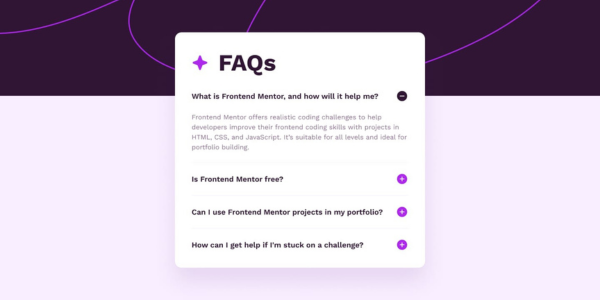 FAQs
What is Frontend Mentor, and how will it help me?
Frontend Mentor offers realistic coding challenges to help
developers improve their frontend coding skills with projects in
HTML, CSS, and JavaScript. It's suitable for all levels and ideal for
portfolio building.
Is Frontend Mentor free?
Can I use Frontend Mentor projects in my portfolio?
How can I get help if I'm stuck on a challenge?